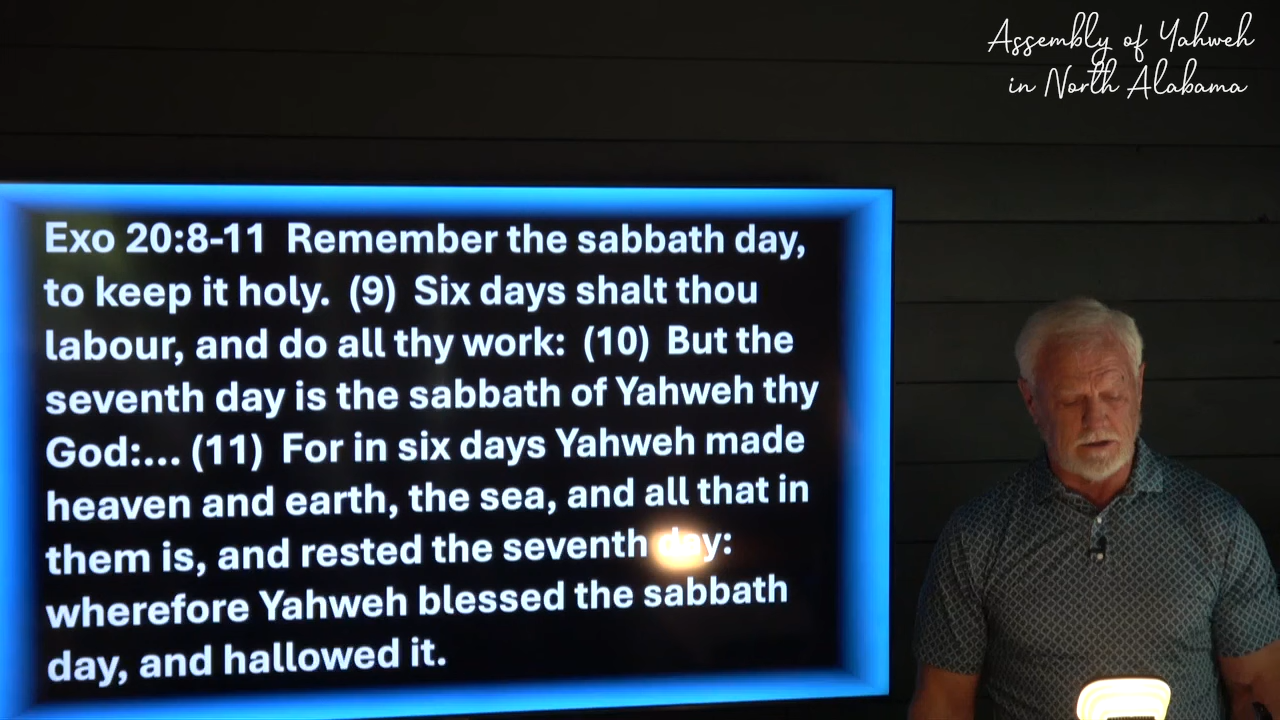 Assembly of Yahweh
in North Alabama
Exo 20:8-11 Remember the sabbath day,
to keep it holy. (9) Six days shalt thou
labour, and do all thy work: (10) But the
seventh day is the sabbath of Yahweh thy
God:... (11) For in six days Yahweh made
heaven and earth, the sea, and all that in
them is, and rested the seventh day:
wherefore Yahweh blessed the sabbath
day, and hallowed it.